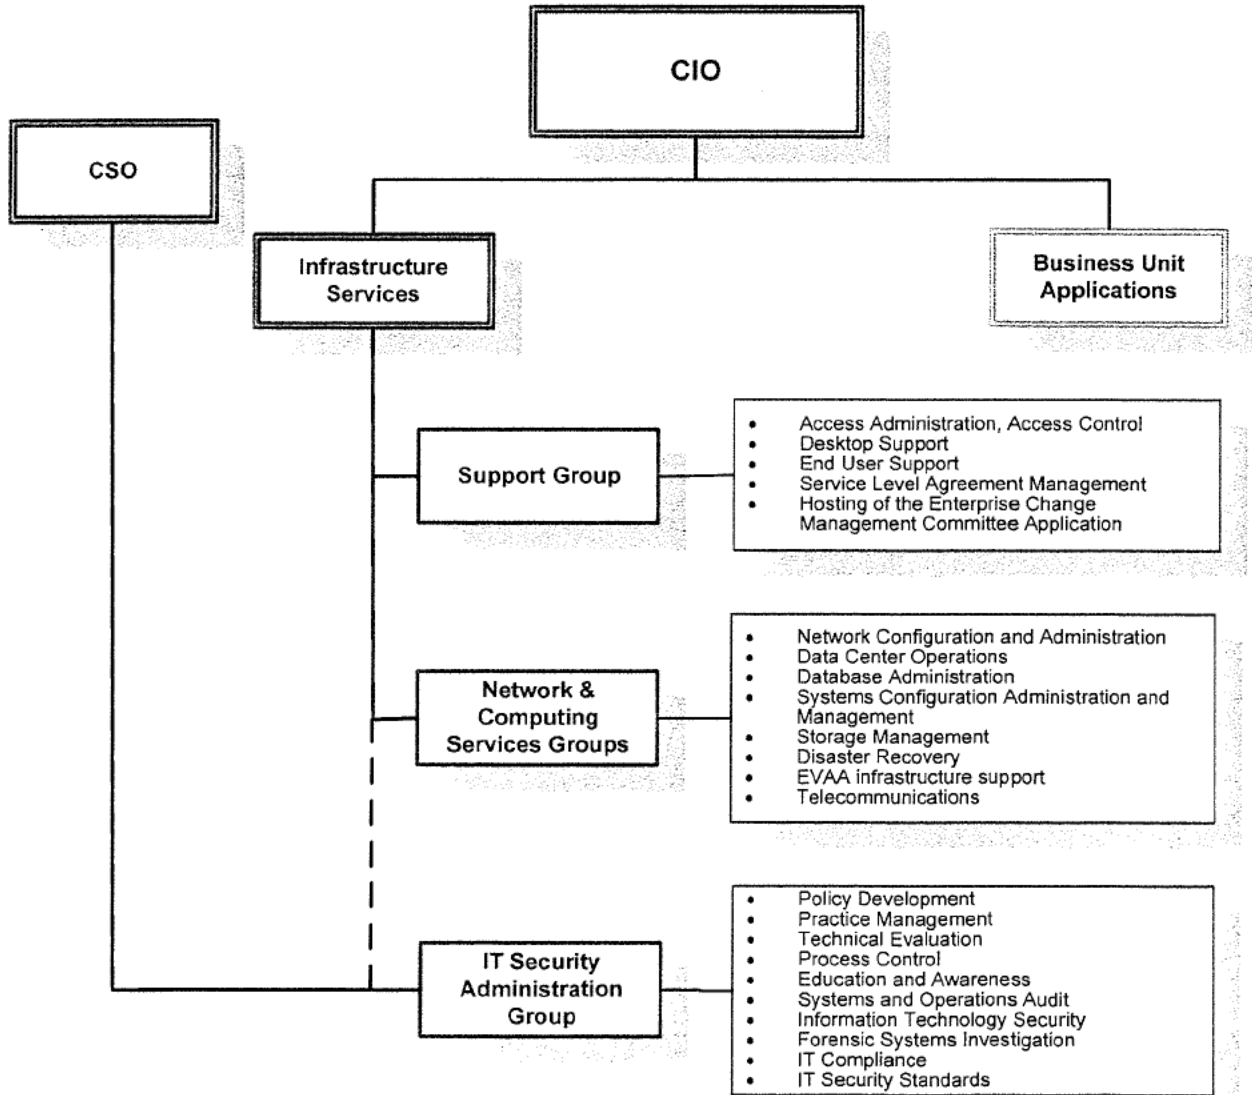 CIO
CSO
Infrastructure
Services
Business Unit
Applications
Support Group
• Access Administration, Access Control
• Desktop Support
• End User Support
• Service Level Agreement Management
• Hosting of the Enterprise Change
Management Committee Application
Network &
Computing
Services Groups
• Network Configuration and Administration
• Data Center Operations
• Database Administration
• Systems Configuration Administration and
Management
• Storage Management
• Disaster Recovery
• EVAA infrastructure support
• Telecommunications
IT Security
Administration
Group
• Policy Development
• Practice Management
• Technical Evaluation
• Process Control
• Education and Awareness
• Systems and Operations Audit
• Information Technology Security
• Forensic Systems Investigation
• IT Compliance
• IT Security Standards